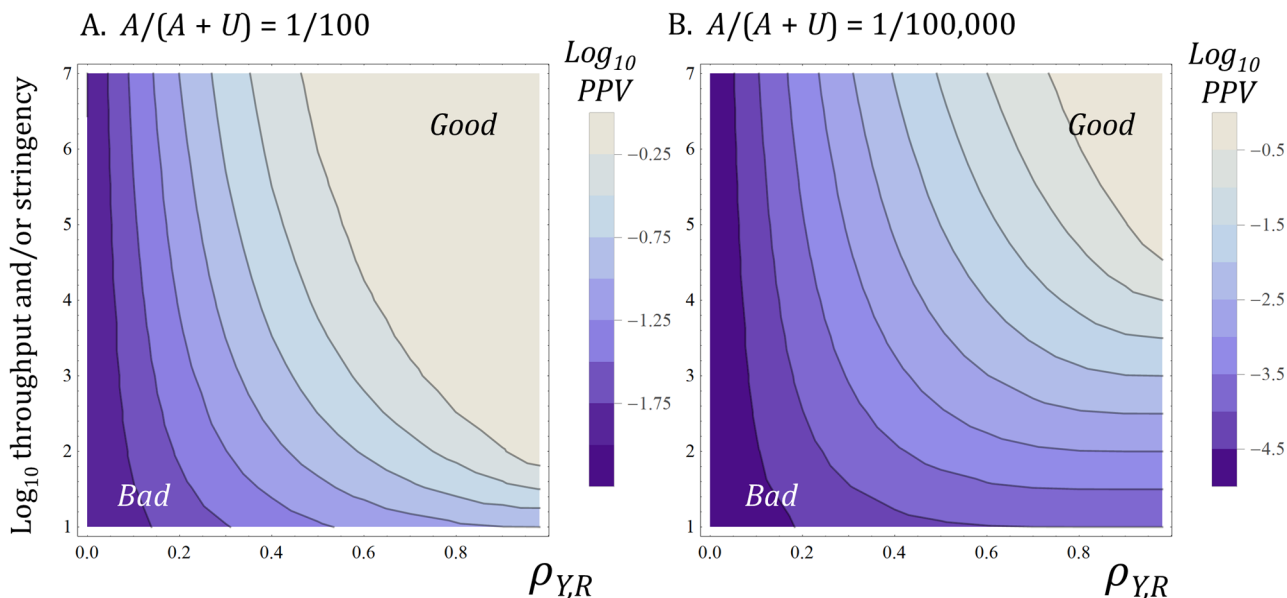 A. A/(A + U) = 1/100
B. A/(A + U) = 1/100,000
Log10 throughput and/or stringency
7
6
5
4
3
2
1
0.0
0.2
0.4
0.6
0.8
ρY,R
Good
Bad
Log10
PPV
−0.25
−0.75
−1.25
−1.75
7
6
5
4
3
2
1
0.0
0.2
0.4
0.6
0.8
ρY,R
Good
Bad
Log10
PPV
−0.5
−1.5
−2.5
−3.5
−4.5